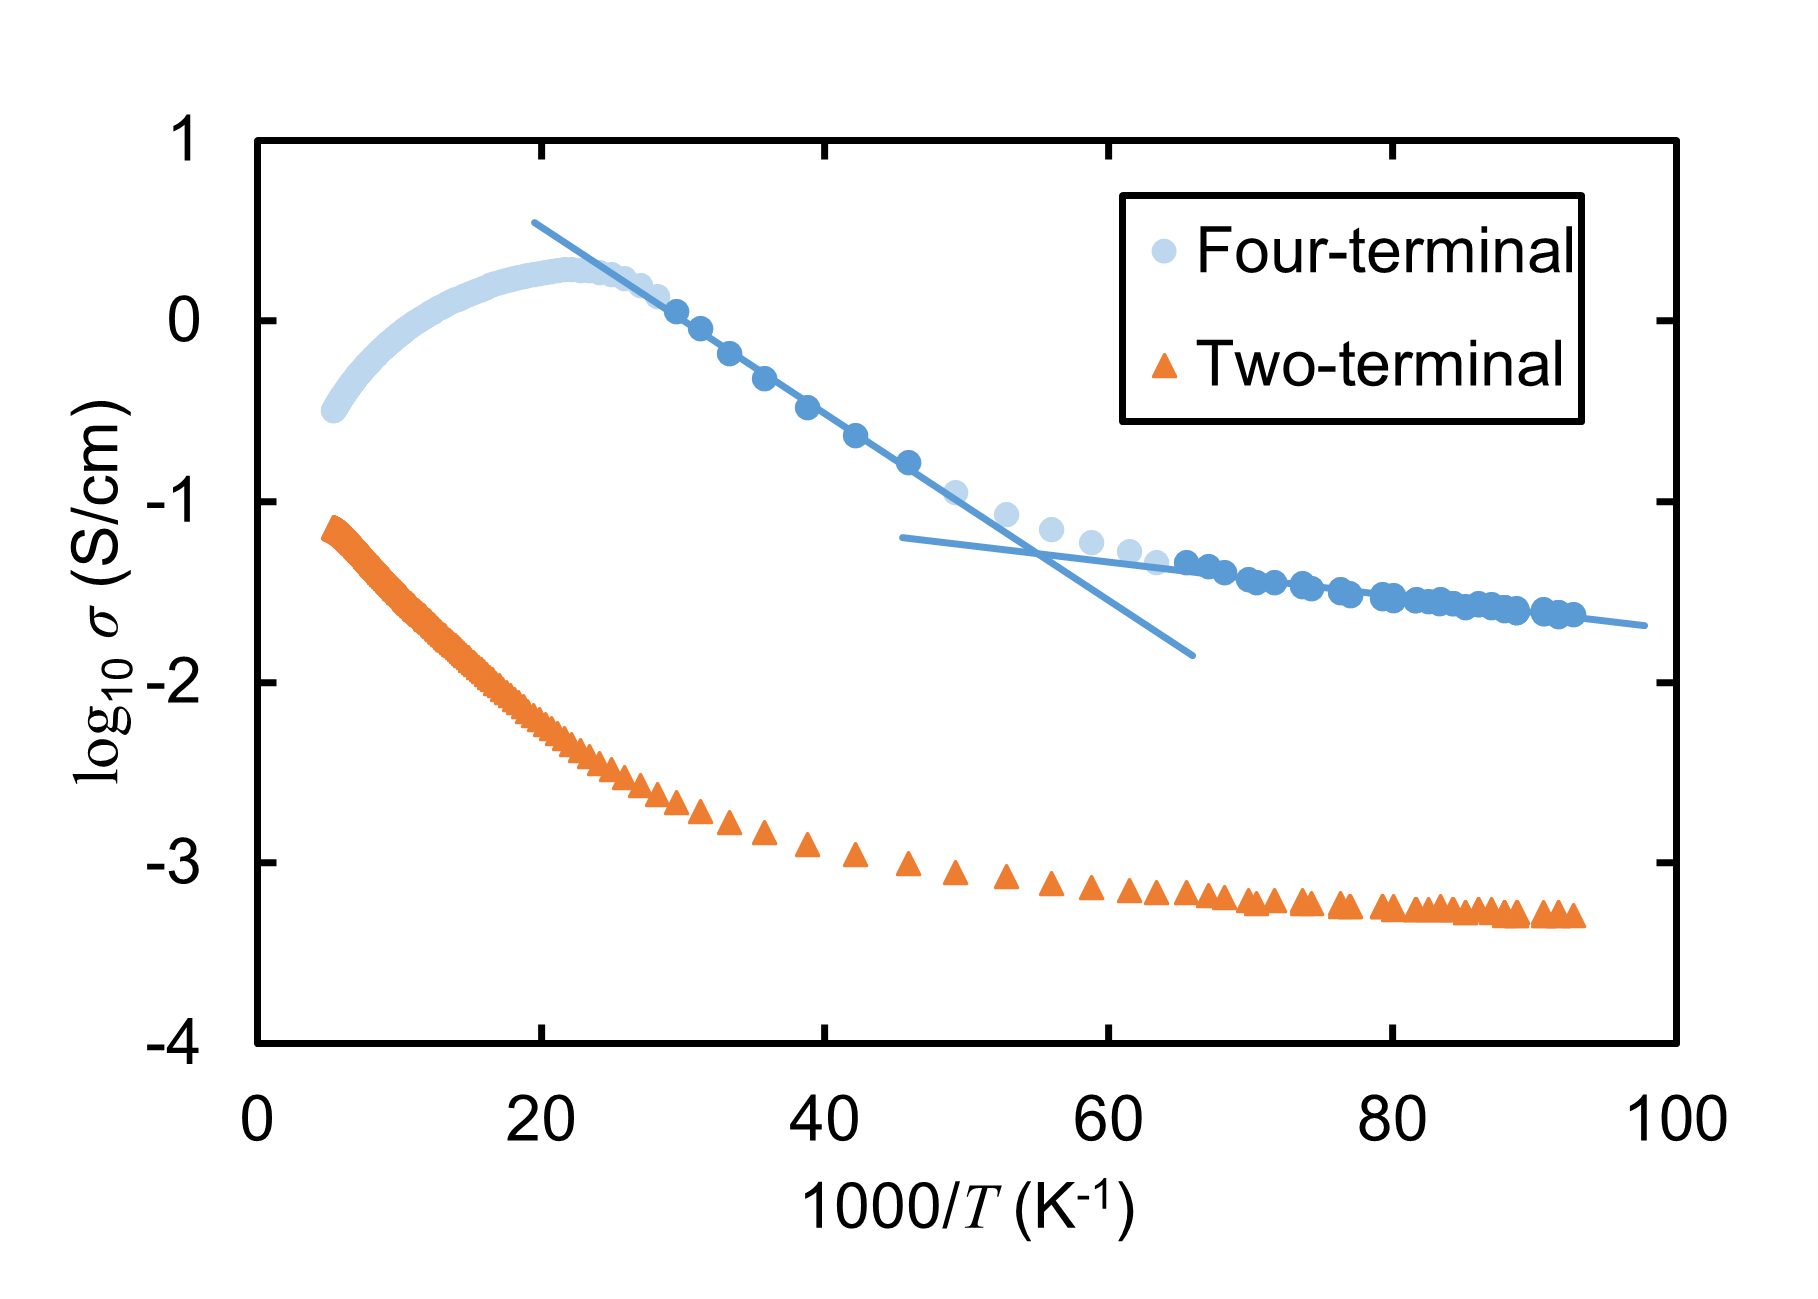 1
0
-1
-2
-3
-4
log₁₀ σ (S/cm)
Four-terminal
Two-terminal
0 20 40 60 80 100
1000/T (K⁻¹)